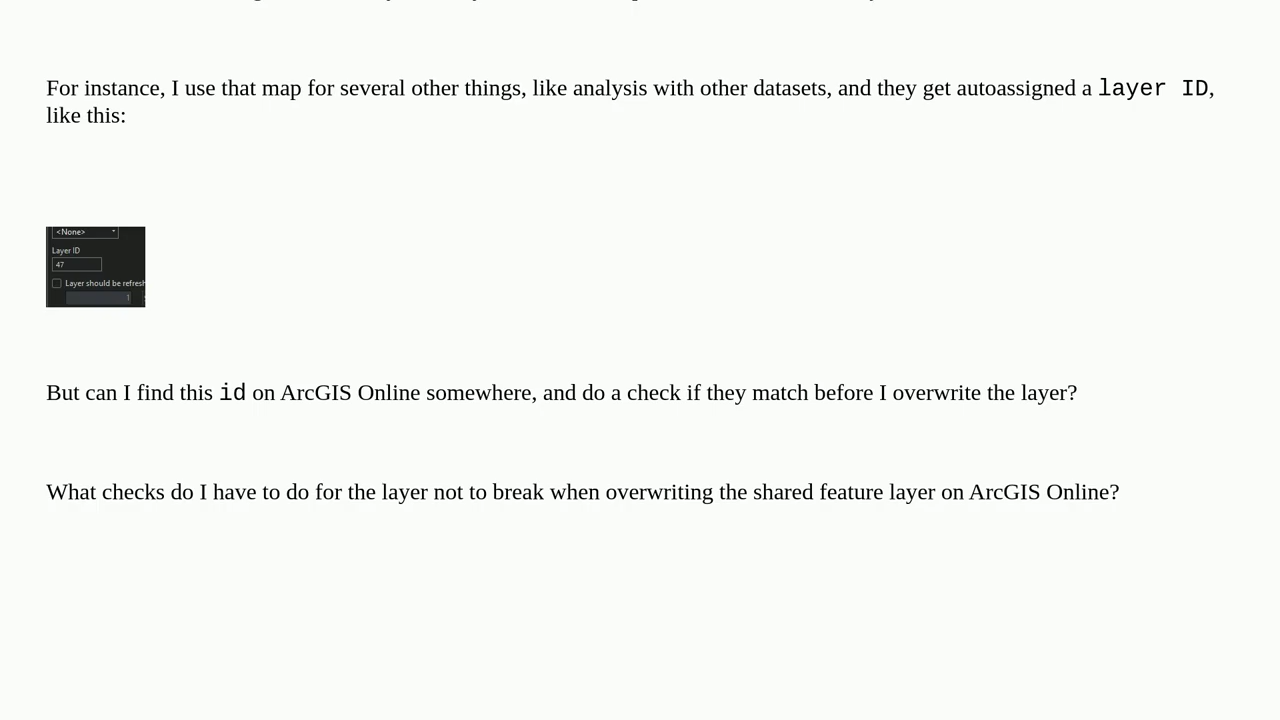 For instance, I use that map for several other things, like analysis with other datasets, and they get autoassigned a layer ID,
like this:
<None>
Layer ID
47
Layer should be refresh
1
But can I find this id on ArcGIS Online somewhere, and do a check if they match before I overwrite the layer?
What checks do I have to do for the layer not to break when overwriting the shared feature layer on ArcGIS Online?